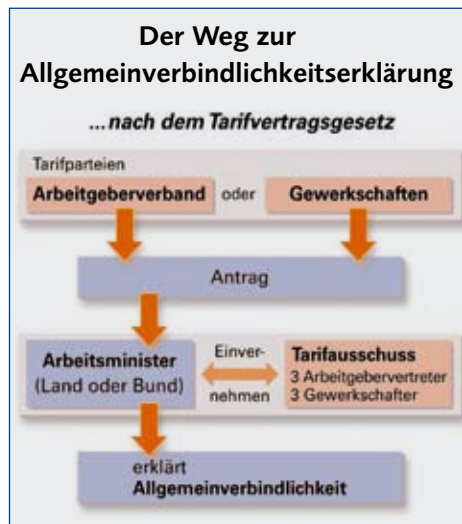 Der Weg zur
Allgemeinverbindlichkeitserklärung
...nach dem Tarifvertragsgesetz
Tarifparteien
Arbeitgeberverband oder Gewerkschaften
Antrag
Arbeitsminister
(Land oder Bund)
Einver-
nehmen
Tarifausschuss
3 Arbeitgebervertreter
3 Gewerkschafter
erklärt
Allgemeinverbindlichkeit